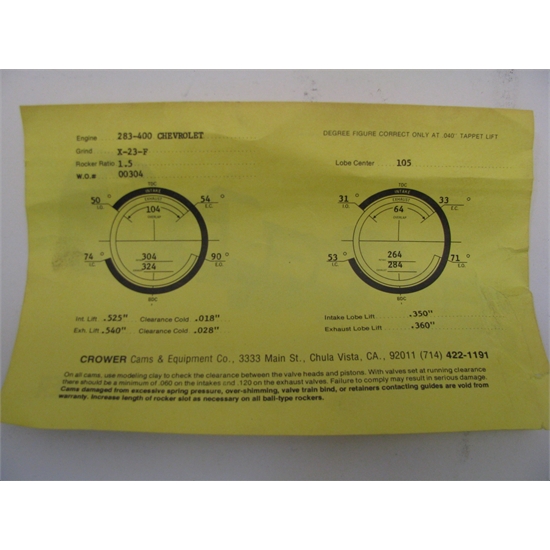 Engine 283-400 CHEVROLET
Grind X-23-F
Rocker Ratio 1.5
W.O.# 00304
DEGREE FIGURE CORRECT ONLY AT .040" TAPPET LIFT
Lobe Center 105
TDC
INTAKE
EXHAUST
104
OVERLAP
50 ° I.O.
54 ° E.C.
74 ° I.C.
90 ° E.O.
304
324
BDC
TDC
INTAKE
EXHAUST
64
OVERLAP
31 ° I.O.
33 ° E.C.
53 ° I.C.
71 ° E.O.
264
284
BDC
Int. Lift .525" Clearance Cold .018"
Exh. Lift .540" Clearance Cold .028"
Intake Lobe Lift .350"
Exhaust Lobe Lift .360"
CROWER Cams & Equipment Co., 3333 Main St., Chula Vista, CA., 92011 (714) 422-1191
On all cams, use modeling clay to check the clearance between the valve heads and pistons. With valves set at running clearance
there should be a minimum of .060 on the intakes and .120 on the exhaust valves. Failure to comply may result in serious damage.
Cams damaged from excessive spring pressure, over-shimming, valve train bind, or retainers contacting guides are void from
warranty. Increase length of rocker slot as necessary on all ball-type rockers.